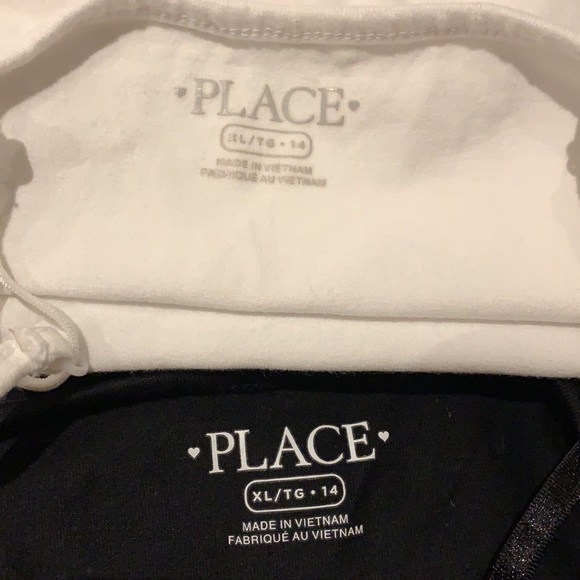 ♥PLACE♥
XL/TG • 14
MADE IN VIETNAM
FABRIQUÉ AU VIETNAM
♥PLACE♥
XL/TG • 14
MADE IN VIETNAM
FABRIQUÉ AU VIETNAM